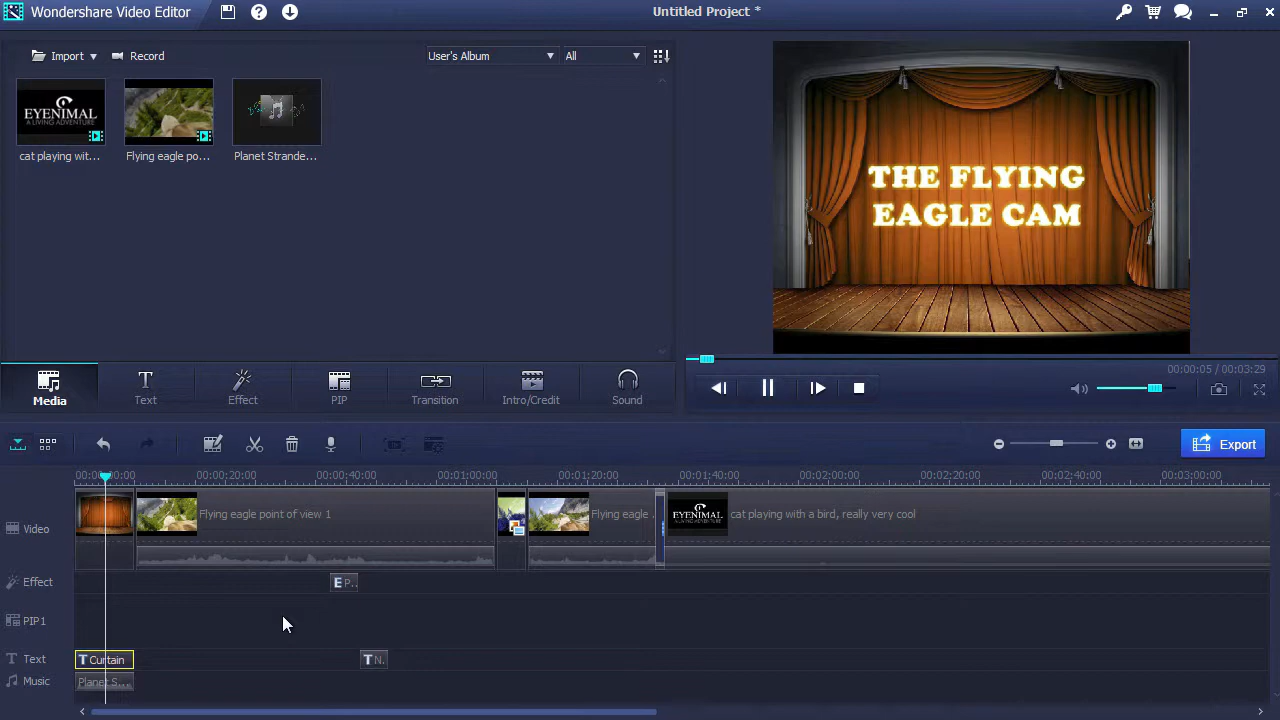 Wondershare Video Editor
Untitled Project *
Import
Record
User's Album
All
EYENIMAL
A LIVING ADVENTURE
cat playing wit...
Flying eagle po...
Planet Strande...
THE FLYING
EAGLE CAM
Media
Text
Effect
PIP
Transition
Intro/Credit
Sound
00:00:05 / 00:03:29
Export
00:00:20:00
00:00:40:00
00:01:00:00
00:01:20:00
00:01:40:00
00:02:00:00
00:02:20:00
00:02:40:00
00:03:00:00
Video
Flying eagle point of view 1
Flying eagle .
EYENIMAL
cat playing with a bird, really very cool
Effect
E P..
PIP1
Text
T Curtain
T N.
Music
Planet S....